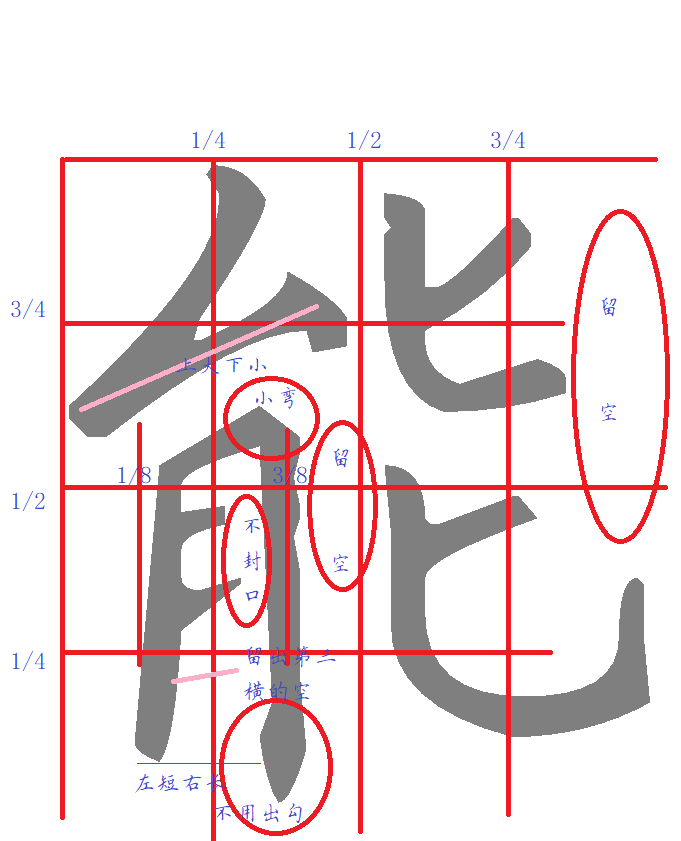 1/4 1/2 3/4
3/4
留空
上大下小
小弯
能
1/8 3/8
留空
1/2
不封口
1/4
留出第二
横的空
左短右长
不用出勾